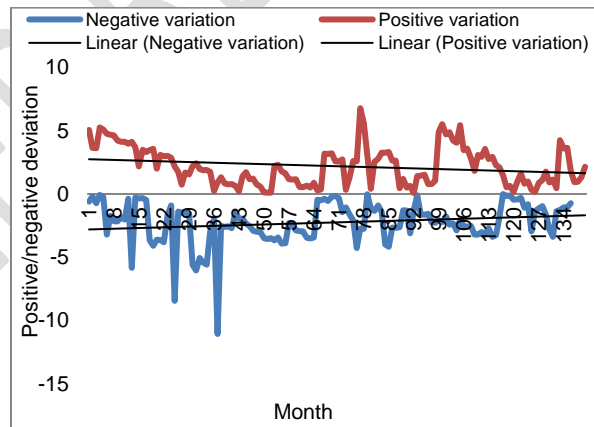 Negative variation Positive variation
Linear (Negative variation) Linear (Positive variation)
10
5
0
-5
-10
-15
Positive/negative deviation
1 8 15 22 29 36 43 50 57 64 71 78 85 92 99 106 113 120 127 134
Month